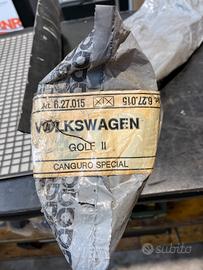 Art. 6.27.015
6.27.015
VOLKSWAGEN
GOLF II
CANGURO SPECIAL
subito